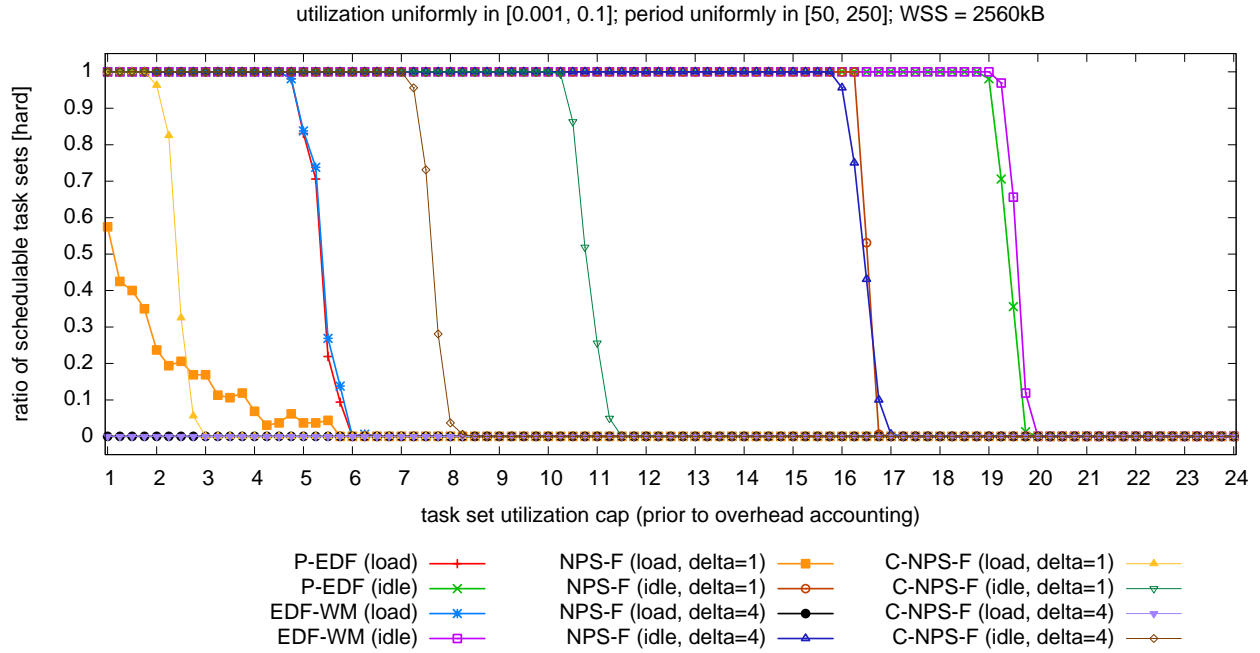 utilization uniformly in [0.001, 0.1]; period uniformly in [50, 250]; WSS = 2560kB
ratio of schedulable task sets [hard]
1
0.9
0.8
0.7
0.6
0.5
0.4
0.3
0.2
0.1
0
1 2 3 4 5 6 7 8 9 10 11 12 13 14 15 16 17 18 19 20 21 22 23 24
task set utilization cap (prior to overhead accounting)
P-EDF (load) NPS-F (load, delta=1) C-NPS-F (load, delta=1)
P-EDF (idle) NPS-F (idle, delta=1) C-NPS-F (idle, delta=1)
EDF-WM (load) NPS-F (load, delta=4) C-NPS-F (load, delta=4)
EDF-WM (idle) NPS-F (idle, delta=4) C-NPS-F (idle, delta=4)